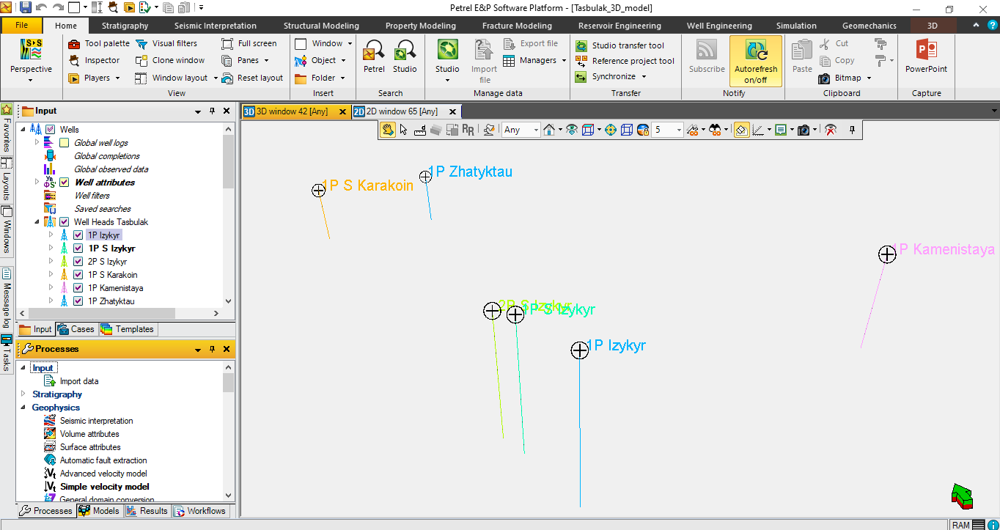 Petrel E&P Software Platform - [Tasbulak_3D_model]
File Home Stratigraphy Seismic Interpretation Structural Modeling Property Modeling Fracture Modeling Reservoir Engineering Well Engineering Simulation Geomechanics 3D
Perspective
Tool palette Visual filters Full screen
Inspector Clone window Panes
Players Window layout Reset layout
View
Window
Object
Folder
Insert
Petrel Studio
Search
Studio
Import file
Export file
Managers
Manage data
Studio transfer tool
Reference project tool
Synchronize
Transfer
Subscribe
Autorefresh on/off
Notify
Paste
Cut
Copy
Bitmap
Clipboard
PowerPoint
Capture
Favorites
Layouts
Windows
Message log
Tasks
Input
Wells
Global well logs
Global completions
Global observed data
Well attributes
Well filters
Saved searches
Well Heads Tasbulak
1P Izykyr
1P S Izykyr
2P S Izykyr
1P S Karakoin
1P Kamenistaya
1P Zhatyktau
Input Cases Templates
Processes
Input
Import data
Stratigraphy
Geophysics
Seismic interpretation
Volume attributes
Surface attributes
Automatic fault extraction
Advanced velocity model
Simple velocity model
General domain conversion
Processes Models Results Workflows
3D 3D window 42 [Any] 2D 2D window 65 [Any]
Any 5
1P Zhatyktau
1P S Karakoin
1P Kamenistaya
2P S Izykyr
1P S Izykyr
1P Izykyr
RAM